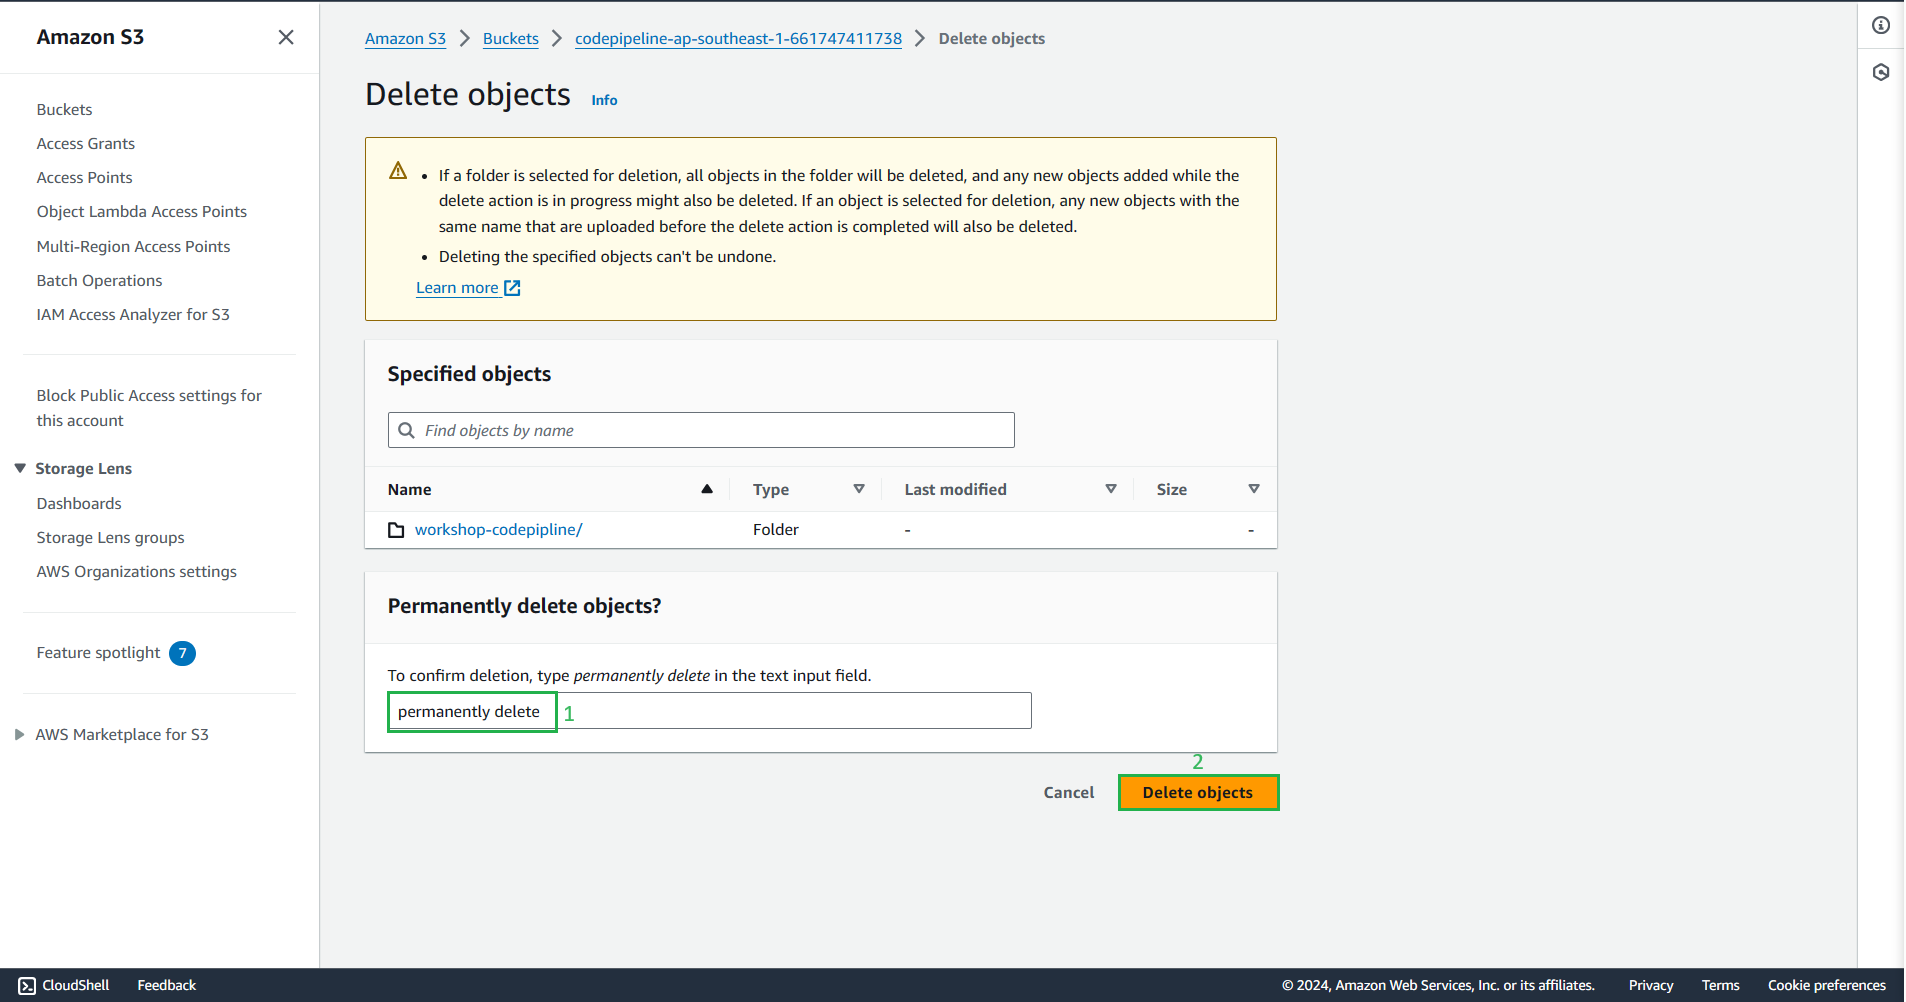 Amazon S3
Buckets
Access Grants
Access Points
Object Lambda Access Points
Multi-Region Access Points
Batch Operations
IAM Access Analyzer for S3
Block Public Access settings for
this account
Storage Lens
Dashboards
Storage Lens groups
AWS Organizations settings
Feature spotlight 7
AWS Marketplace for S3
Amazon S3 > Buckets > codepipeline-ap-southeast-1-661747411738 > Delete objects
Delete objects Info
• If a folder is selected for deletion, all objects in the folder will be deleted, and any new objects added while the
delete action is in progress might also be deleted. If an object is selected for deletion, any new objects with the
same name that are uploaded before the delete action is completed will also be deleted.
• Deleting the specified objects can't be undone.
Learn more
Specified objects
Find objects by name
Name Type Last modified Size
workshop-codepipline/ Folder - -
Permanently delete objects?
To confirm deletion, type permanently delete in the text input field.
permanently delete 1
2
Cancel Delete objects
CloudShell Feedback © 2024, Amazon Web Services, Inc. or its affiliates. Privacy Terms Cookie preferences